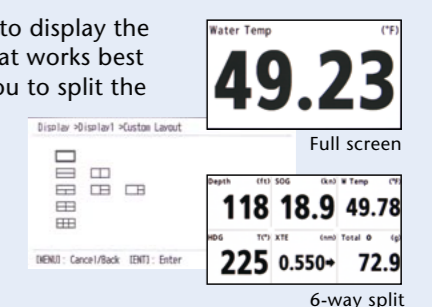 to display the
at works best
ou to split the
Water Temp (°F)
49.23
Full screen
Display >Display1 >Custom Layout
[MENU] : Cancel/Back [ENT] : Enter
Depth (ft) SOG (kn) W Temp (°F)
118 18.9 49.78
HDG T(°) XTE (nm) Total 0 (g)
225 0.550→ 72.9
6-way split